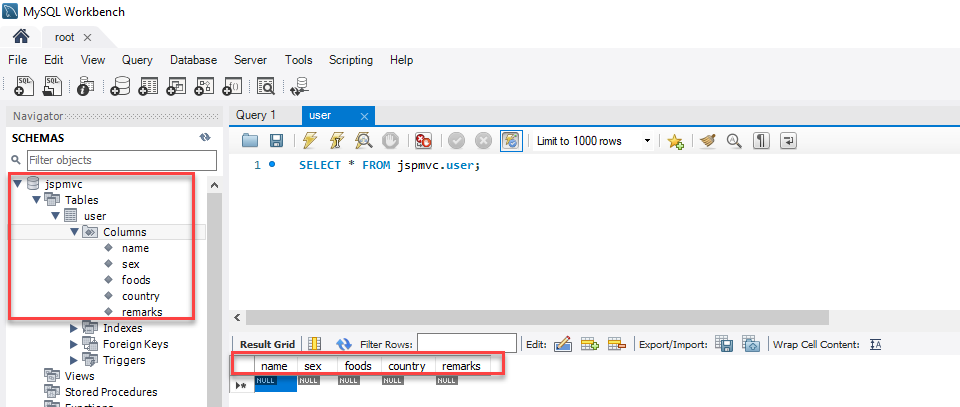 MySQL Workbench
root
File Edit View Query Database Server Tools Scripting Help
Navigator
SCHEMAS
Filter objects
jspmvc
Tables
user
Columns
name
sex
foods
country
remarks
Indexes
Foreign Keys
Triggers
Views
Stored Procedures
Functions
Query 1 user
Limit to 1000 rows
1 SELECT * FROM jspmvc.user;
Result Grid Filter Rows: Edit: Export/Import: Wrap Cell Content:
name sex foods country remarks
NULL NULL NULL NULL NULL